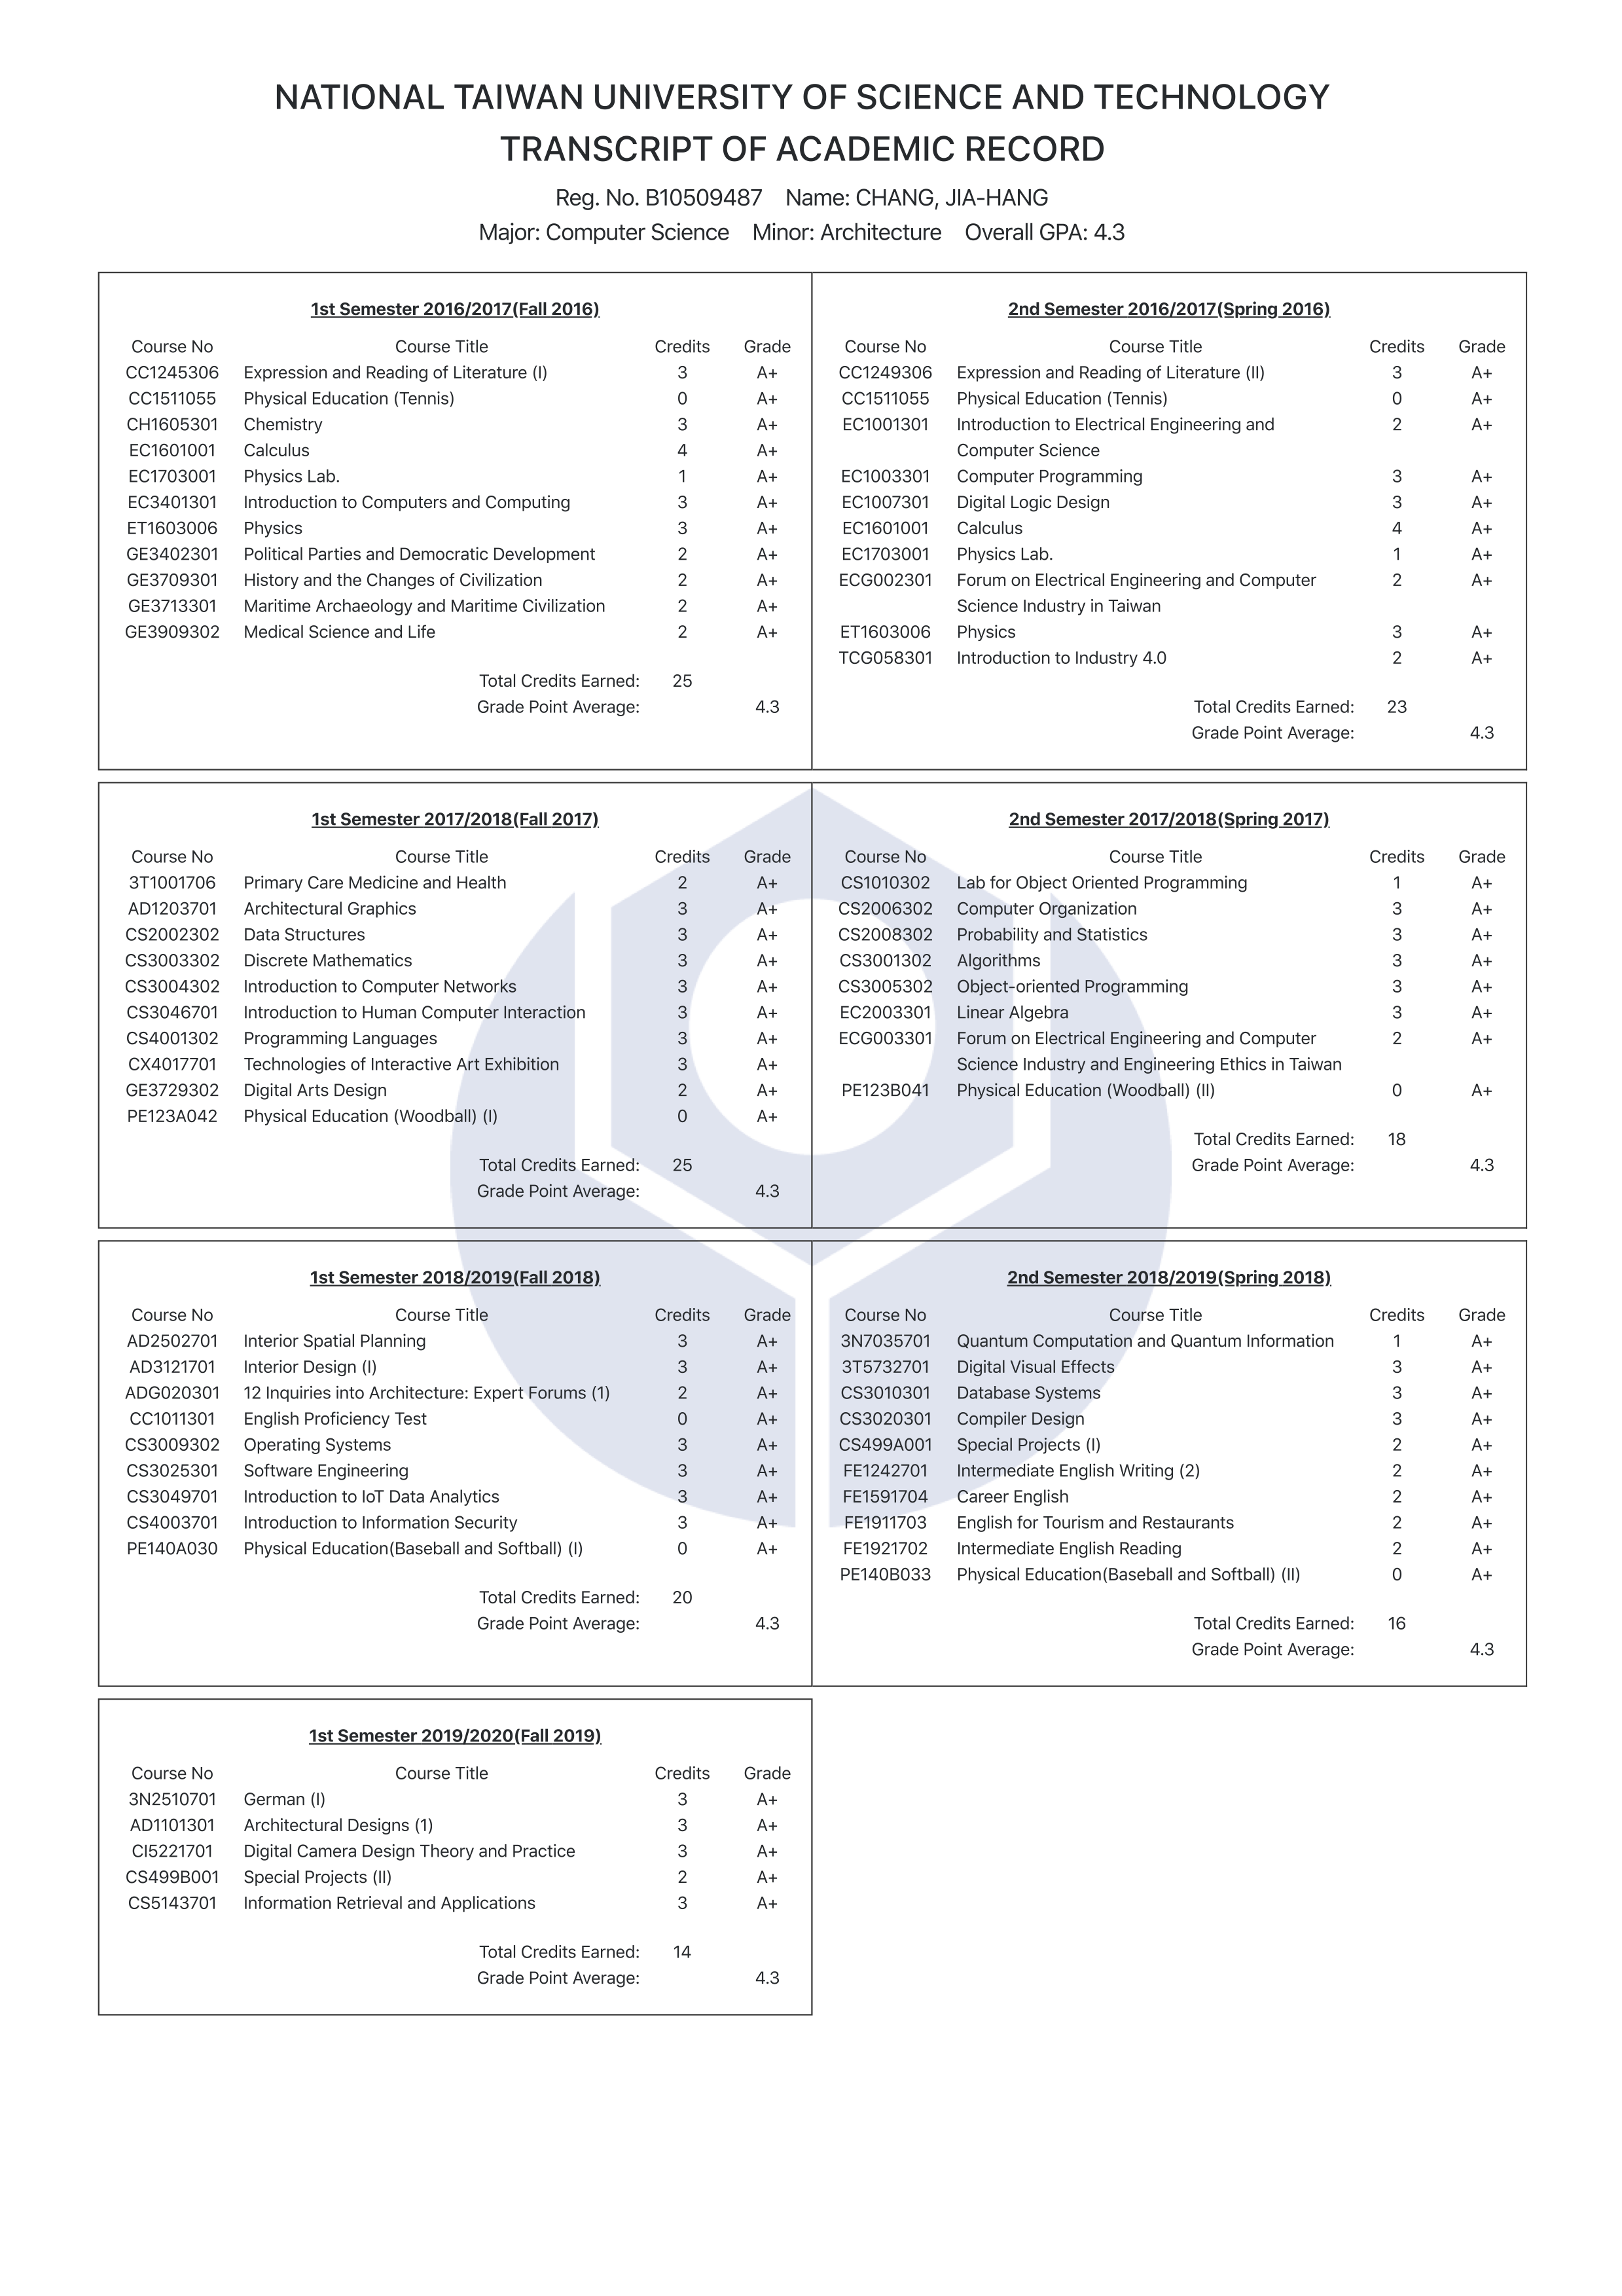 NATIONAL TAIWAN UNIVERSITY OF SCIENCE AND TECHNOLOGY
TRANSCRIPT OF ACADEMIC RECORD
Reg. No. B10509487 Name: CHANG, JIA-HANG
Major: Computer Science Minor: Architecture Overall GPA: 4.3
1st Semester 2016/2017(Fall 2016)
Course No Course Title Credits Grade
CC1245306 Expression and Reading of Literature (I) 3 A+
CC1511055 Physical Education (Tennis) 0 A+
CH1605301 Chemistry 3 A+
EC1601001 Calculus 4 A+
EC1703001 Physics Lab. 1 A+
EC3401301 Introduction to Computers and Computing 3 A+
ET1603006 Physics 3 A+
GE3402301 Political Parties and Democratic Development 2 A+
GE3709301 History and the Changes of Civilization 2 A+
GE3713301 Maritime Archaeology and Maritime Civilization 2 A+
GE3909302 Medical Science and Life 2 A+
Total Credits Earned: 25
Grade Point Average: 4.3
2nd Semester 2016/2017(Spring 2016)
Course No Course Title Credits Grade
CC1249306 Expression and Reading of Literature (II) 3 A+
CC1511055 Physical Education (Tennis) 0 A+
EC1001301 Introduction to Electrical Engineering and 2 A+
Computer Science
EC1003301 Computer Programming 3 A+
EC1007301 Digital Logic Design 3 A+
EC1601001 Calculus 4 A+
EC1703001 Physics Lab. 1 A+
ECG002301 Forum on Electrical Engineering and Computer 2 A+
Science Industry in Taiwan
ET1603006 Physics 3 A+
TCG058301 Introduction to Industry 4.0 2 A+
Total Credits Earned: 23
Grade Point Average: 4.3
1st Semester 2017/2018(Fall 2017)
Course No Course Title Credits Grade
3T1001706 Primary Care Medicine and Health 2 A+
AD1203701 Architectural Graphics 3 A+
CS2002302 Data Structures 3 A+
CS3003302 Discrete Mathematics 3 A+
CS3004302 Introduction to Computer Networks 3 A+
CS3046701 Introduction to Human Computer Interaction 3 A+
CS4001302 Programming Languages 3 A+
CX4017701 Technologies of Interactive Art Exhibition 3 A+
GE3729302 Digital Arts Design 2 A+
PE123A042 Physical Education (Woodball) (I) 0 A+
Total Credits Earned: 25
Grade Point Average: 4.3
2nd Semester 2017/2018(Spring 2017)
Course No Course Title Credits Grade
CS1010302 Lab for Object Oriented Programming 1 A+
CS2006302 Computer Organization 3 A+
CS2008302 Probability and Statistics 3 A+
CS3001302 Algorithms 3 A+
CS3005302 Object-oriented Programming 3 A+
EC2003301 Linear Algebra 3 A+
ECG003301 Forum on Electrical Engineering and Computer 2 A+
Science Industry and Engineering Ethics in Taiwan
PE123B041 Physical Education (Woodball) (II) 0 A+
Total Credits Earned: 18
Grade Point Average: 4.3
1st Semester 2018/2019(Fall 2018)
Course No Course Title Credits Grade
AD2502701 Interior Spatial Planning 3 A+
AD3121701 Interior Design (I) 3 A+
ADG020301 12 Inquiries into Architecture: Expert Forums (1) 2 A+
CC1011301 English Proficiency Test 0 A+
CS3009302 Operating Systems 3 A+
CS3025301 Software Engineering 3 A+
CS3049701 Introduction to IoT Data Analytics 3 A+
CS4003701 Introduction to Information Security 3 A+
PE140A030 Physical Education(Baseball and Softball) (I) 0 A+
Total Credits Earned: 20
Grade Point Average: 4.3
2nd Semester 2018/2019(Spring 2018)
Course No Course Title Credits Grade
3N7035701 Quantum Computation and Quantum Information 1 A+
3T5732701 Digital Visual Effects 3 A+
CS3010301 Database Systems 3 A+
CS3020301 Compiler Design 3 A+
CS499A001 Special Projects (I) 2 A+
FE1242701 Intermediate English Writing (2) 2 A+
FE1591704 Career English 2 A+
FE1911703 English for Tourism and Restaurants 2 A+
FE1921702 Intermediate English Reading 2 A+
PE140B033 Physical Education(Baseball and Softball) (II) 0 A+
Total Credits Earned: 16
Grade Point Average: 4.3
1st Semester 2019/2020(Fall 2019)
Course No Course Title Credits Grade
3N2510701 German (I) 3 A+
AD1101301 Architectural Designs (1) 3 A+
CI5221701 Digital Camera Design Theory and Practice 3 A+
CS499B001 Special Projects (II) 2 A+
CS5143701 Information Retrieval and Applications 3 A+
Total Credits Earned: 14
Grade Point Average: 4.3